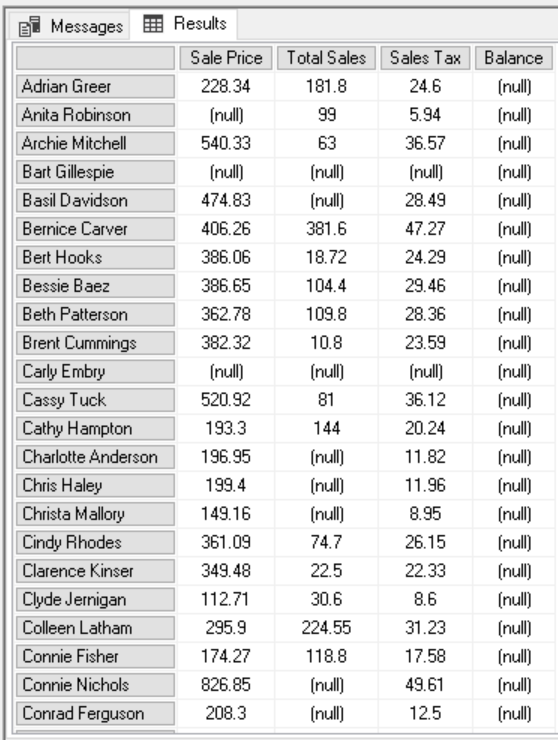 Messages Results
Sale Price Total Sales Sales Tax Balance
Adrian Greer 228.34 181.8 24.6 (null)
Anita Robinson (null) 99 5.94 (null)
Archie Mitchell 540.33 63 36.57 (null)
Bart Gillespie (null) (null) (null) (null)
Basil Davidson 474.83 (null) 28.49 (null)
Bernice Carver 406.26 381.6 47.27 (null)
Bert Hooks 386.06 18.72 24.29 (null)
Bessie Baez 386.65 104.4 29.46 (null)
Beth Patterson 362.78 109.8 28.36 (null)
Brent Cummings 382.32 10.8 23.59 (null)
Carly Embry (null) (null) (null) (null)
Cassy Tuck 520.92 81 36.12 (null)
Cathy Hampton 193.3 144 20.24 (null)
Charlotte Anderson 196.95 (null) 11.82 (null)
Chris Haley 199.4 (null) 11.96 (null)
Christa Mallory 149.16 (null) 8.95 (null)
Cindy Rhodes 361.09 74.7 26.15 (null)
Clarence Kinser 349.48 22.5 22.33 (null)
Clyde Jernigan 112.71 30.6 8.6 (null)
Colleen Latham 295.9 224.55 31.23 (null)
Connie Fisher 174.27 118.8 17.58 (null)
Connie Nichols 826.85 (null) 49.61 (null)
Conrad Ferguson 208.3 (null) 12.5 (null)